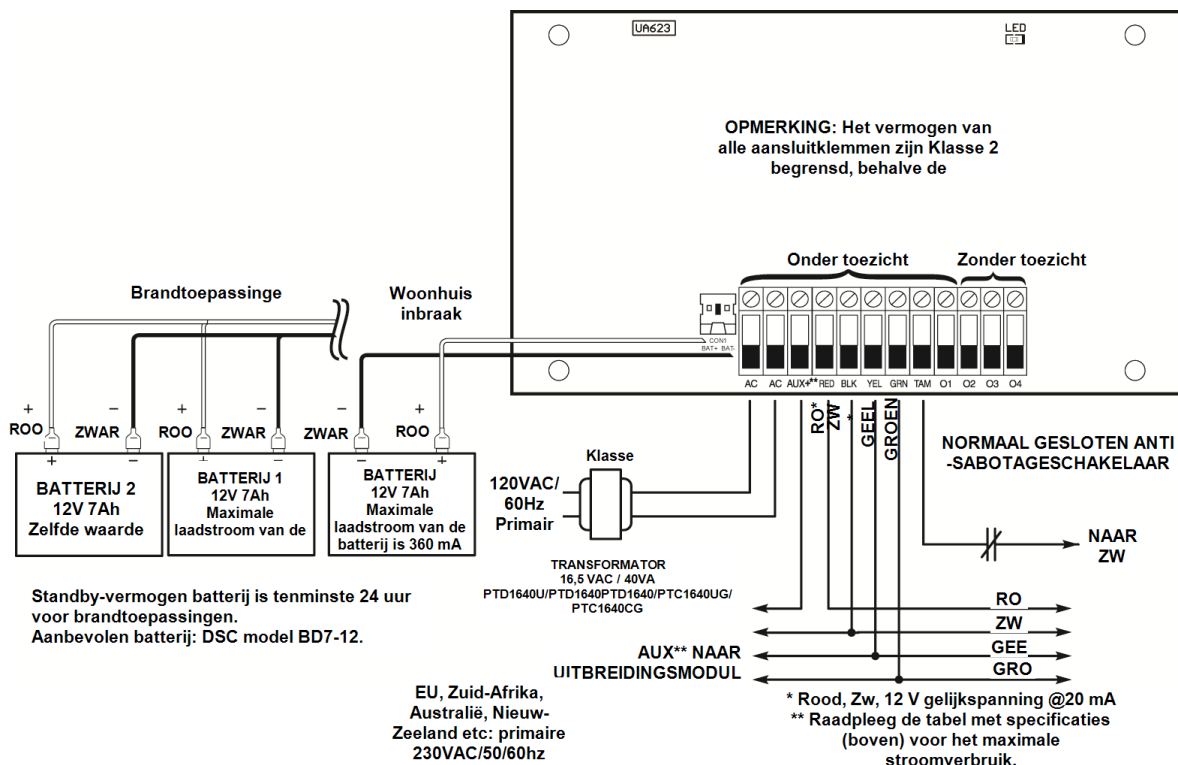 UA623
LED
OPMERKING: Het vermogen van
alle aansluitklemmen zijn Klasse 2
begrensd, behalve de
Onder toezicht
Zonder toezicht
Brandtoepassinge
Woonhuis
inbraak
CON1
BAT+ BAT-
AC AC AUX+** RED BLK YEL GRN TAM O1 O2 O3 O4
+ − + − − +
ROO ZWAR ROO ZWAR ZWAR ROO
RO*
ZW *
GEEL
GROEN
+ − + − − +
BATTERIJ 2
12V 7Ah
Zelfde waarde
BATTERIJ 1
12V 7Ah
Maximale
laadstroom van de
BATTERIJ
12V 7Ah
Maximale
laadstroom van de
batterij is 360 mA
Klasse
120VAC/
60Hz
Primair
NORMAAL GESLOTEN ANTI
-SABOTAGESCHAKELAAR
NAAR
ZW
TRANSFORMATOR
16,5 VAC / 40VA
PTD1640U/PTD1640PTD1640/PTC1640UG/
PTC1640CG
Standby-vermogen batterij is tenminste 24 uur
voor brandtoepassingen.
Aanbevolen batterij: DSC model BD7-12.
RO
ZW
GEE
GRO
AUX** NAAR
UITBREIDINGSMODUL
EU, Zuid-Afrika,
Australië, Nieuw-
Zeeland etc: primaire
230VAC/50/60hz
* Rood, Zw, 12 V gelijkspanning @20 mA
** Raadpleeg de tabel met specificaties
(boven) voor het maximale
stroomverbruik.